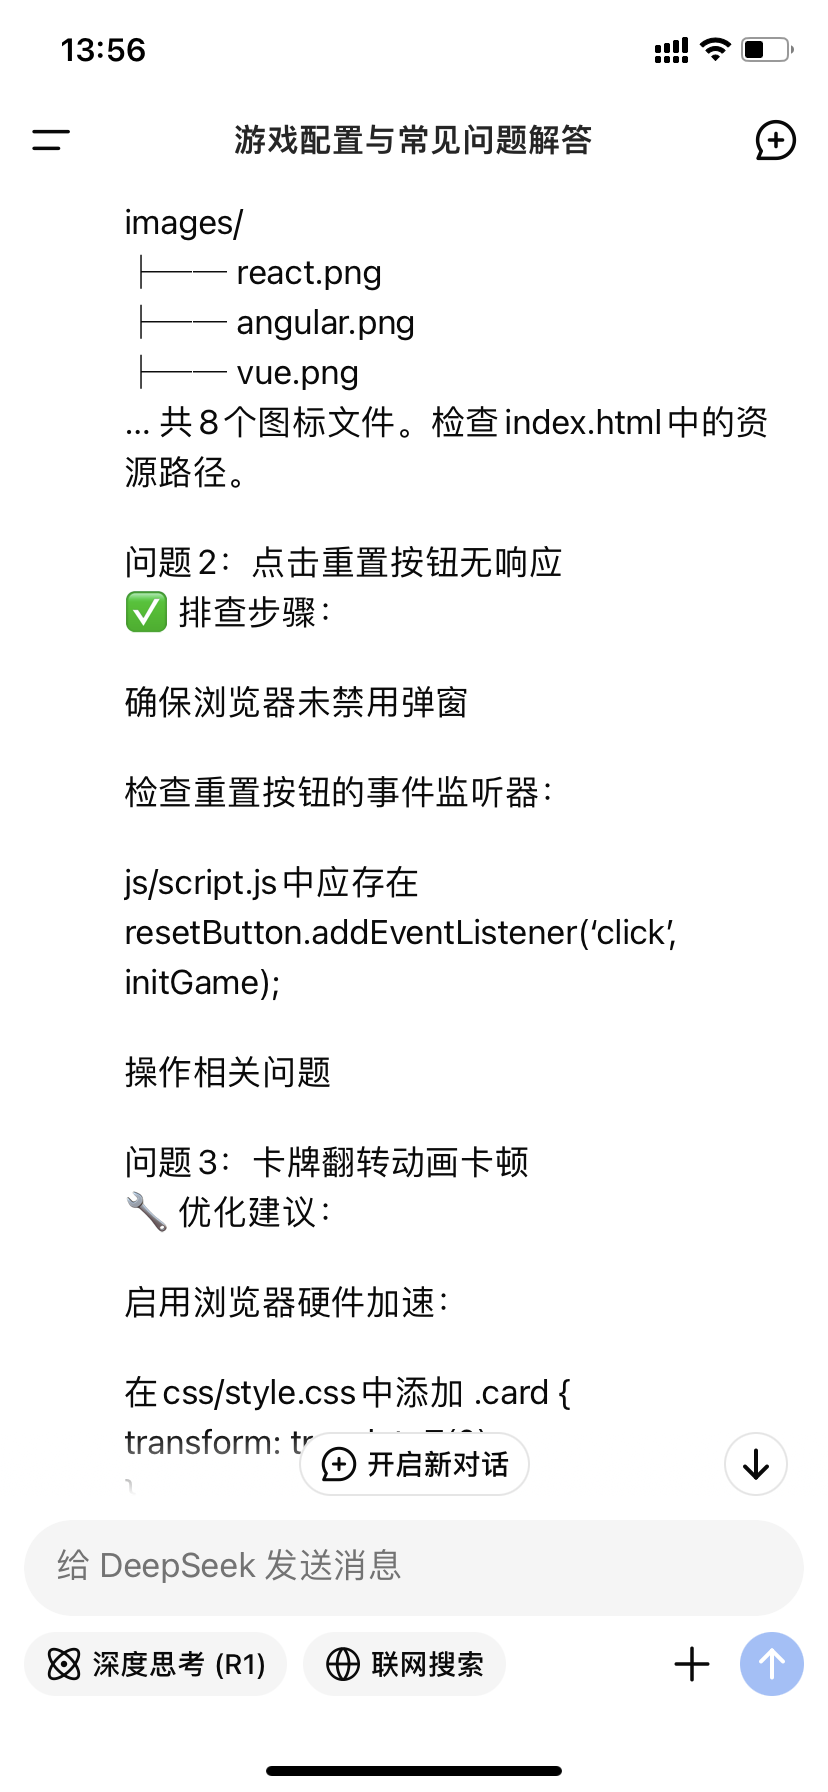 13:56
游戏配置与常见问题解答
images/
├── react.png
├── angular.png
├── vue.png
... 共8个图标文件。检查index.html中的资
源路径。
问题2：点击重置按钮无响应
✅ 排查步骤：
确保浏览器未禁用弹窗
检查重置按钮的事件监听器：
js/script.js中应存在
resetButton.addEventListener(‘click’,
initGame);
操作相关问题
问题3：卡牌翻转动画卡顿
🔧 优化建议：
启用浏览器硬件加速：
在css/style.css中添加 .card {
transform:
}
开启新对话
给 DeepSeek 发送消息
深度思考 (R1)
联网搜索